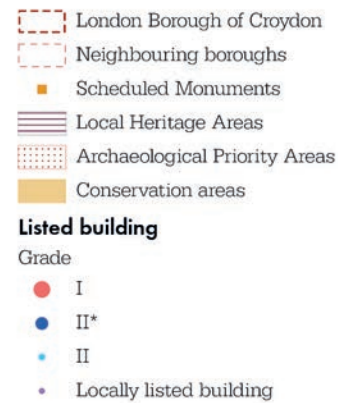 London Borough of Croydon
Neighbouring boroughs
Scheduled Monuments
Local Heritage Areas
Archaeological Priority Areas
Conservation areas
Listed building
Grade
I
II*
II
Locally listed building